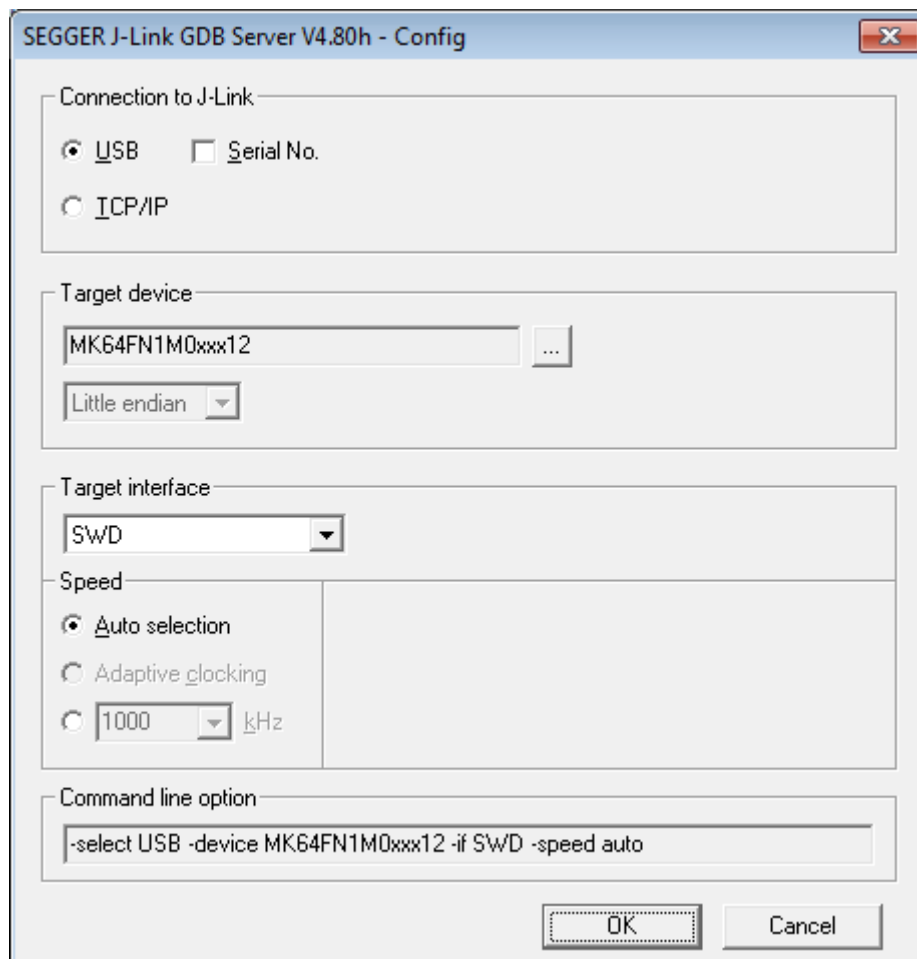 SEGGER J-Link GDB Server V4.80h - Config
Connection to J-Link
USB Serial No.
TCP/IP
Target device
MK64FN1M0xxx12 ...
Little endian
Target interface
SWD
Speed
Auto selection
Adaptive clocking
1000 kHz
Command line option
-select USB -device MK64FN1M0xxx12 -if SWD -speed auto
OK Cancel